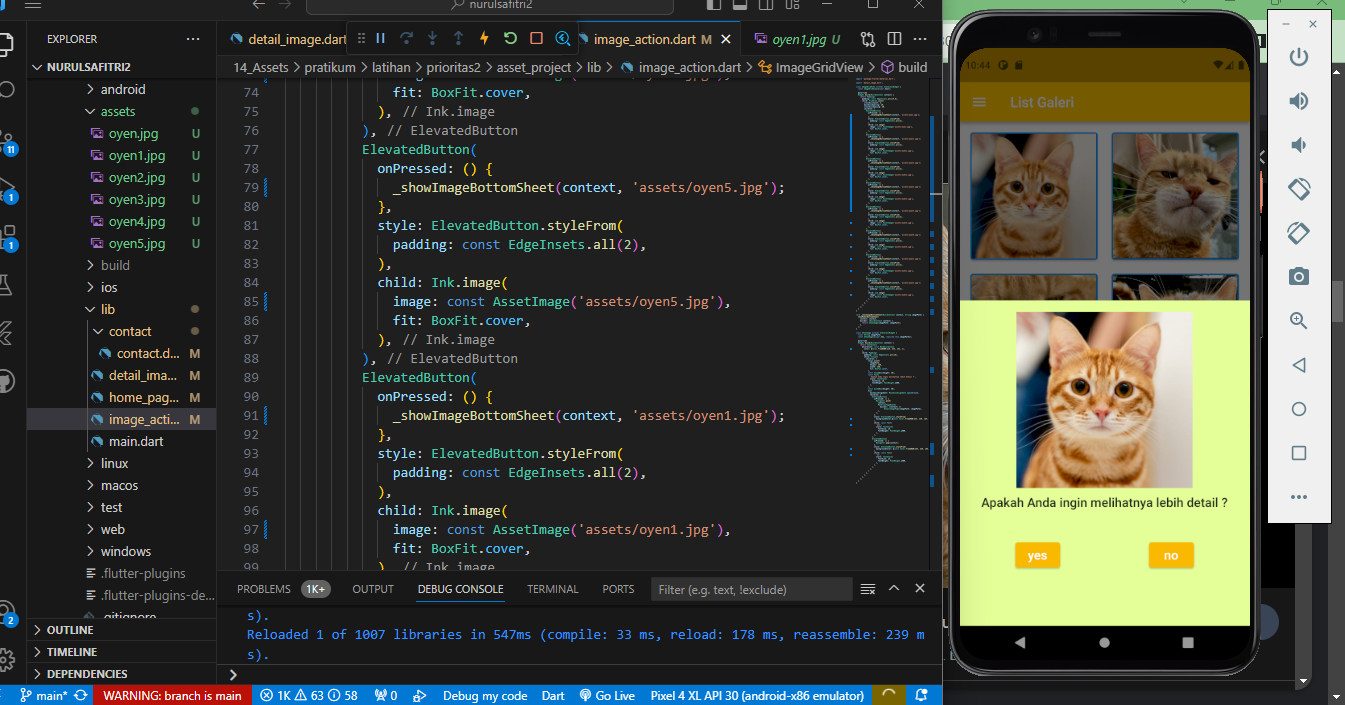 nurulsafitri2
EXPLORER
NURULSAFITRI2
android
assets
oyen.jpg U
oyen1.jpg U
oyen2.jpg U
oyen3.jpg U
oyen4.jpg U
oyen5.jpg U
build
ios
lib
contact
contact.d... M
detail_ima... M
home_pag... M
image_acti... M
main.dart
linux
macos
test
web
windows
.flutter-plugins
.flutter-plugins-de...
.gitignore
OUTLINE
TIMELINE
DEPENDENCIES
11
1
1
2
detail_image.dart
image_action.dart M
oyen1.jpg U
14_Assets > pratikum > latihan > prioritas2 > asset_project > lib > image_action.dart > ImageGridView > build
74 fit: BoxFit.cover,
75 ), // Ink.image
76 ), // ElevatedButton
77 ElevatedButton(
78 onPressed: () {
79 _showImageBottomSheet(context, 'assets/oyen5.jpg');
80 },
81 style: ElevatedButton.styleFrom(
82 padding: const EdgeInsets.all(2),
83 ),
84 child: Ink.image(
85 image: const AssetImage('assets/oyen5.jpg'),
86 fit: BoxFit.cover,
87 ), // Ink.image
88 ), // ElevatedButton
89 ElevatedButton(
90 onPressed: () {
91 _showImageBottomSheet(context, 'assets/oyen1.jpg');
92 },
93 style: ElevatedButton.styleFrom(
94 padding: const EdgeInsets.all(2),
95 ),
96 child: Ink.image(
97 image: const AssetImage('assets/oyen1.jpg'),
98 fit: BoxFit.cover,
99 ), // Ink.image
PROBLEMS 1K+ OUTPUT DEBUG CONSOLE TERMINAL PORTS Filter (e.g. text, !exclude)
s).
Reloaded 1 of 1007 libraries in 547ms (compile: 33 ms, reload: 178 ms, reassemble: 239 m
s).
main* WARNING: branch is main 1K 63 58 0 Debug my code Dart Go Live Pixel 4 XL API 30 (android-x86 emulator)
10:44
List Galeri
Apakah Anda ingin melihatnya lebih detail ?
yes no